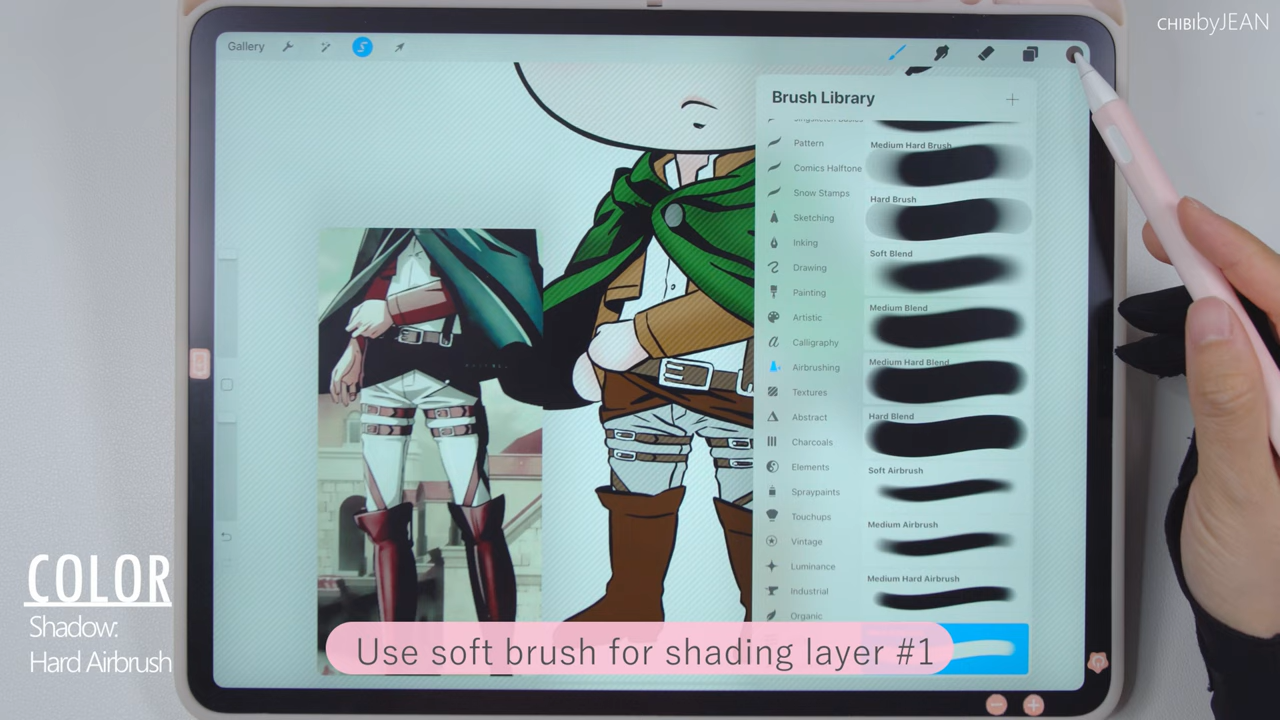 CHIBIbyJEAN
Gallery
Brush Library
Pattern
Comics Halftone
Snow Stamps
Sketching
Inking
Drawing
Painting
Artistic
Calligraphy
Airbrushing
Textures
Abstract
Charcoals
Elements
Spraypaints
Touchups
Vintage
Luminance
Industrial
Organic
Medium Hard Brush
Hard Brush
Soft Blend
Medium Blend
Medium Hard Blend
Hard Blend
Soft Airbrush
Medium Airbrush
Medium Hard Airbrush
COLOR
Shadow:
Hard Airbrush
Use soft brush for shading layer #1